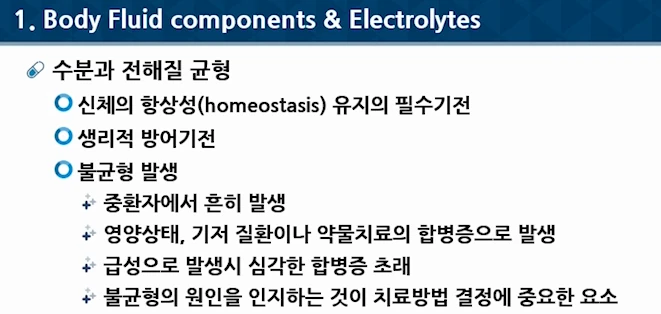 1. Body Fluid components & Electrolytes
수분과 전해질 균형
신체의 항상성(homeostasis) 유지의 필수기전
생리적 방어기전
불균형 발생
중환자에서 흔히 발생
영양상태, 기저 질환이나 약물치료의 합병증으로 발생
급성으로 발생시 심각한 합병증 초래
불균형의 원인을 인지하는 것이 치료방법 결정에 중요한 요소